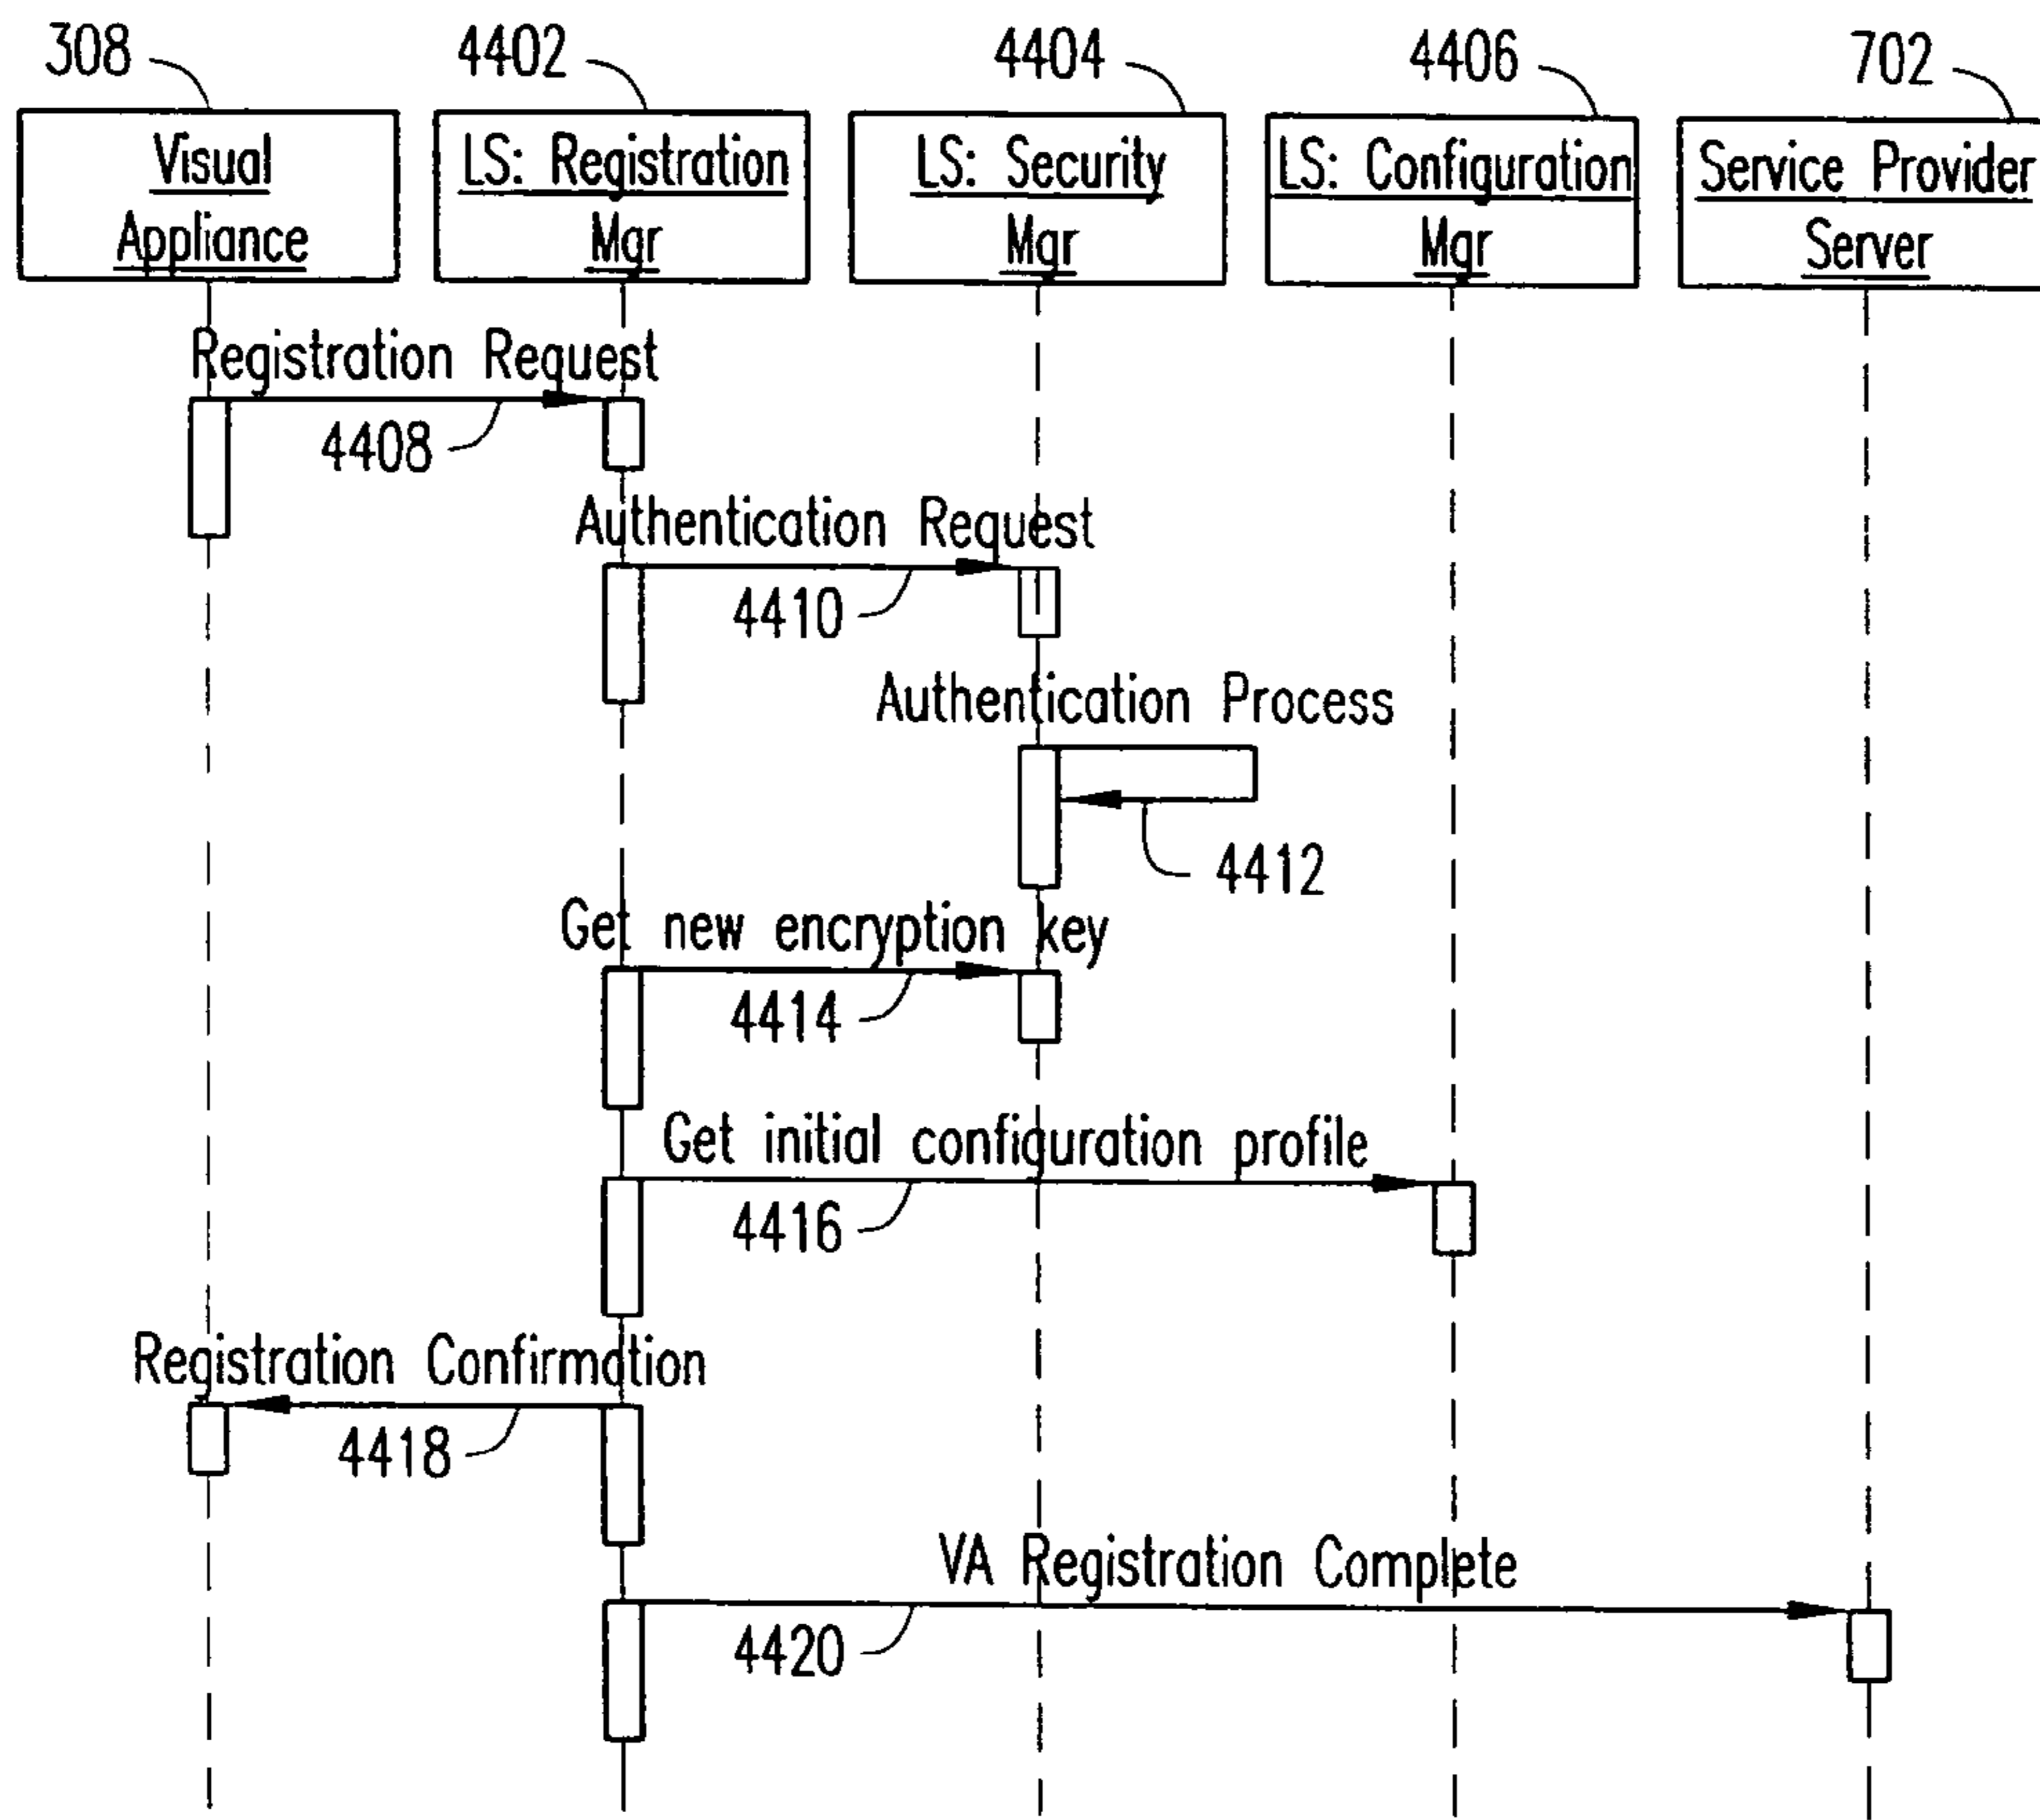 308
4402
4404
4406
702
Visual
Appliance
LS: Registration
Mgr
LS: Security
Mgr
LS: Configuration
Mgr
Service Provider
Server
Registration Request
4408
Authentication Request
4410
Authentication Process
4412
Get new encryption key
4414
Get initial configuration profile
4416
Registration Confirmation
4418
VA Registration Complete
4420